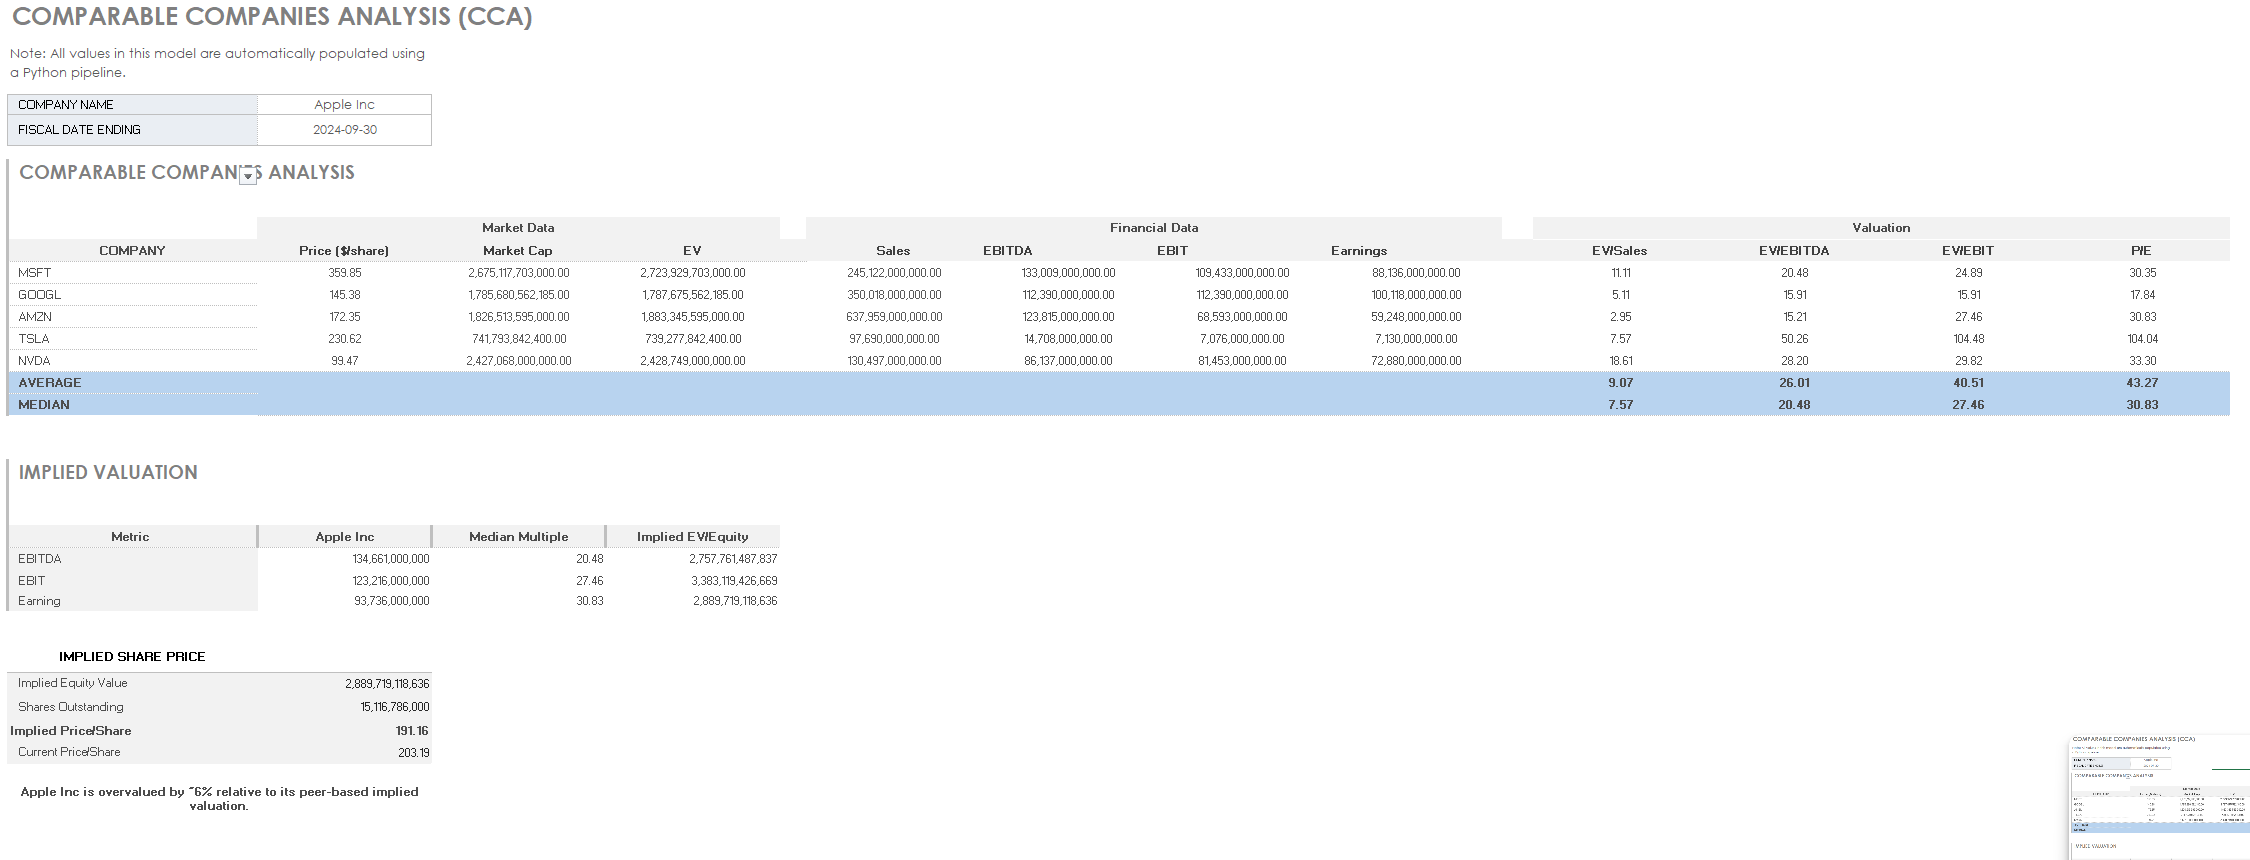 COMPARABLE COMPANIES ANALYSIS (CCA)
Note: All values in this model are automatically populated using
a Python pipeline.
COMPANY NAME Apple Inc
FISCAL DATE ENDING 2024-09-30
COMPARABLE COMPANIES ANALYSIS
Market Data Financial Data Valuation
COMPANY Price ($/share) Market Cap EV Sales EBITDA EBIT Earnings EV/Sales EV/EBITDA EV/EBIT P/E
MSFT 359.85 2,675,117,703,000.00 2,723,929,703,000.00 245,122,000,000.00 133,009,000,000.00 109,433,000,000.00 88,136,000,000.00 11.11 20.48 24.89 30.35
GOOGL 145.38 1,785,680,562,185.00 1,787,675,562,185.00 350,018,000,000.00 112,390,000,000.00 112,390,000,000.00 100,118,000,000.00 5.11 15.91 15.91 17.84
AMZN 172.35 1,826,513,595,000.00 1,883,345,595,000.00 637,959,000,000.00 123,815,000,000.00 68,593,000,000.00 59,248,000,000.00 2.95 15.21 27.46 30.83
TSLA 230.62 741,793,842,400.00 739,277,842,400.00 97,690,000,000.00 14,708,000,000.00 7,076,000,000.00 7,130,000,000.00 7.57 50.26 104.48 104.04
NVDA 99.47 2,427,068,000,000.00 2,428,749,000,000.00 130,497,000,000.00 86,137,000,000.00 81,453,000,000.00 72,880,000,000.00 18.61 28.20 29.82 33.30
AVERAGE 9.07 26.01 40.51 43.27
MEDIAN 7.57 20.48 27.46 30.83
IMPLIED VALUATION
Metric Apple Inc Median Multiple Implied EV/Equity
EBITDA 134,661,000,000 20.48 2,757,761,487,837
EBIT 123,216,000,000 27.46 3,383,119,426,669
Earning 93,736,000,000 30.83 2,889,719,118,636
IMPLIED SHARE PRICE
Implied Equity Value 2,889,719,118,636
Shares Outstanding 15,116,786,000
Implied Price/Share 191.16
Current Price/Share 203.19
Apple Inc is overvalued by ~6% relative to its peer-based implied
valuation.
COMPARABLE COMPANIES ANALYSIS (CCA)
COMPARABLE COMPANIES ANALYSIS
IMPLIED VALUATION